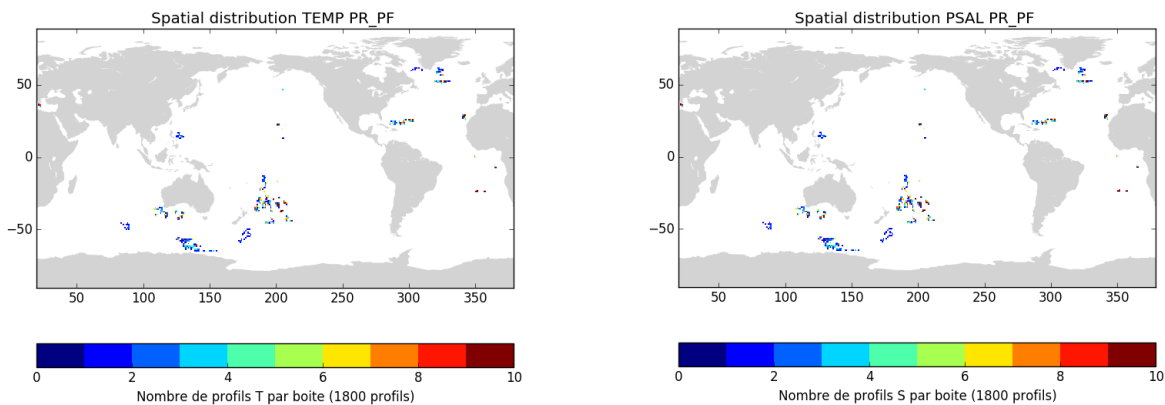 Spatial distribution TEMP PR_PF
50
0
−50
50 100 150 200 250 300 350
0 2 4 6 8 10
Nombre de profils T par boite (1800 profils)
Spatial distribution PSAL PR_PF
50
0
−50
50 100 150 200 250 300 350
0 2 4 6 8 10
Nombre de profils S par boite (1800 profils)